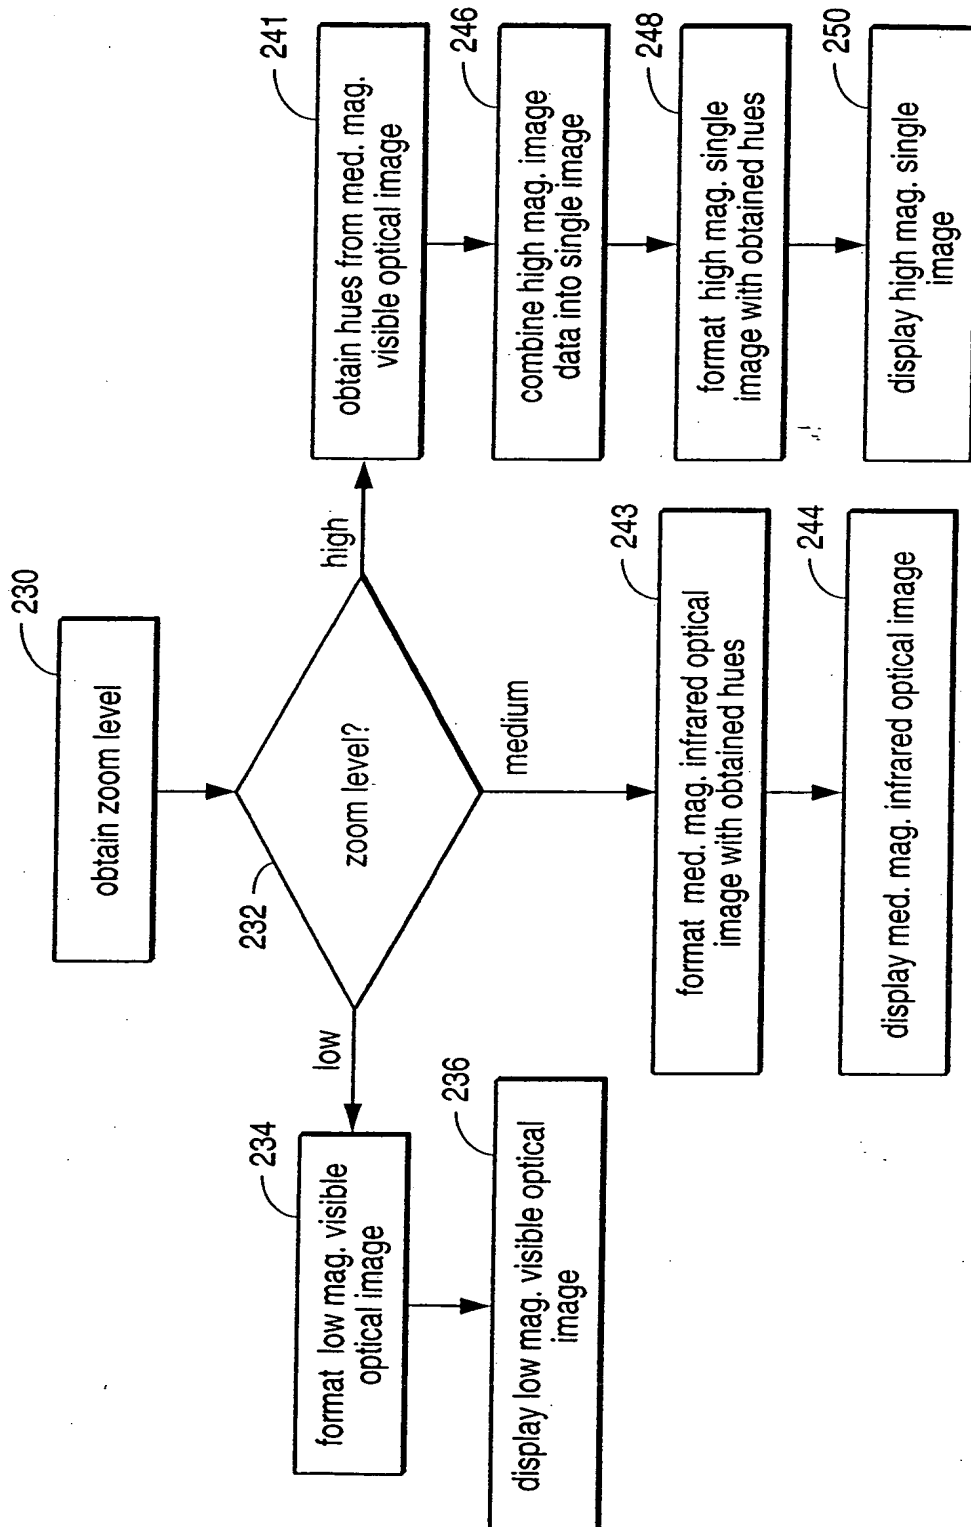 230
obtain zoom level
232
zoom level?
low
medium
high
234
format low mag. visible
optical image
236
display low mag. visible optical
image
243
format med. mag. infrared optical
image with obtained hues
244
display med. mag. infrared optical image
241
obtain hues from med. mag.
visible optical image
246
combine high mag. image
data into single image
248
format high mag. single
image with obtained hues
250
display high mag. single
image